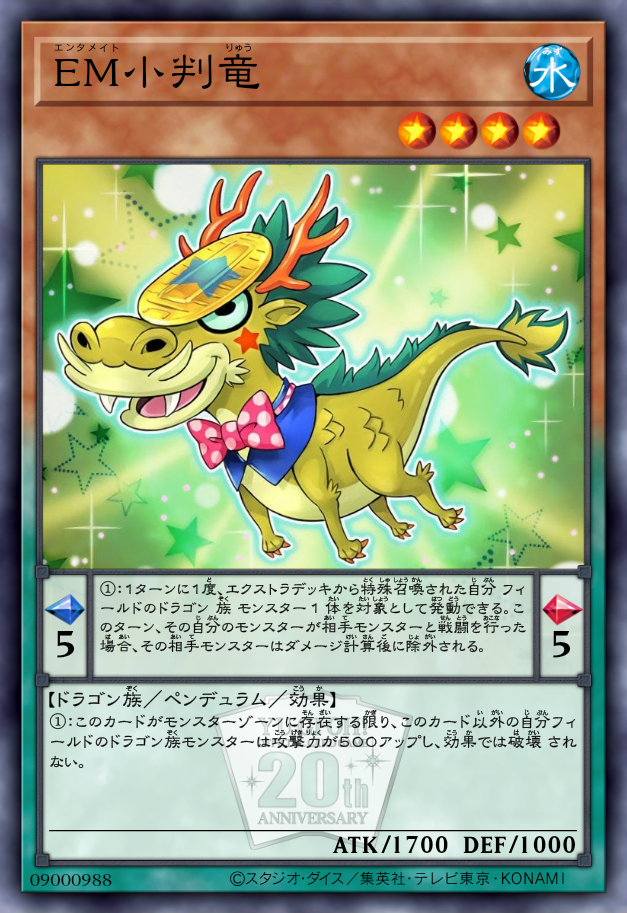 エンタメイト りゅう
EM小判竜
みず
水
①:1ターンに1度、エクストラデッキから特殊召喚された自分フィ
ールドのドラゴン族モンスター1体を対象として発動できる。こ
のターン、その自分のモンスターが相手モンスターと戦闘を行った
場合、その相手モンスターはダメージ計算後に除外される。
5 5
【ドラゴン族/ペンデュラム/効果】
①:このカードがモンスターゾーンに存在する限り、このカード以外の自分フィ
ールドのドラゴン族モンスターは攻撃力が500アップし、効果では破壊され
ない。
20th
ANNIVERSARY
ATK/1700 DEF/1000
09000988 ©スタジオ・ダイス/集英社・テレビ東京・KONAMI